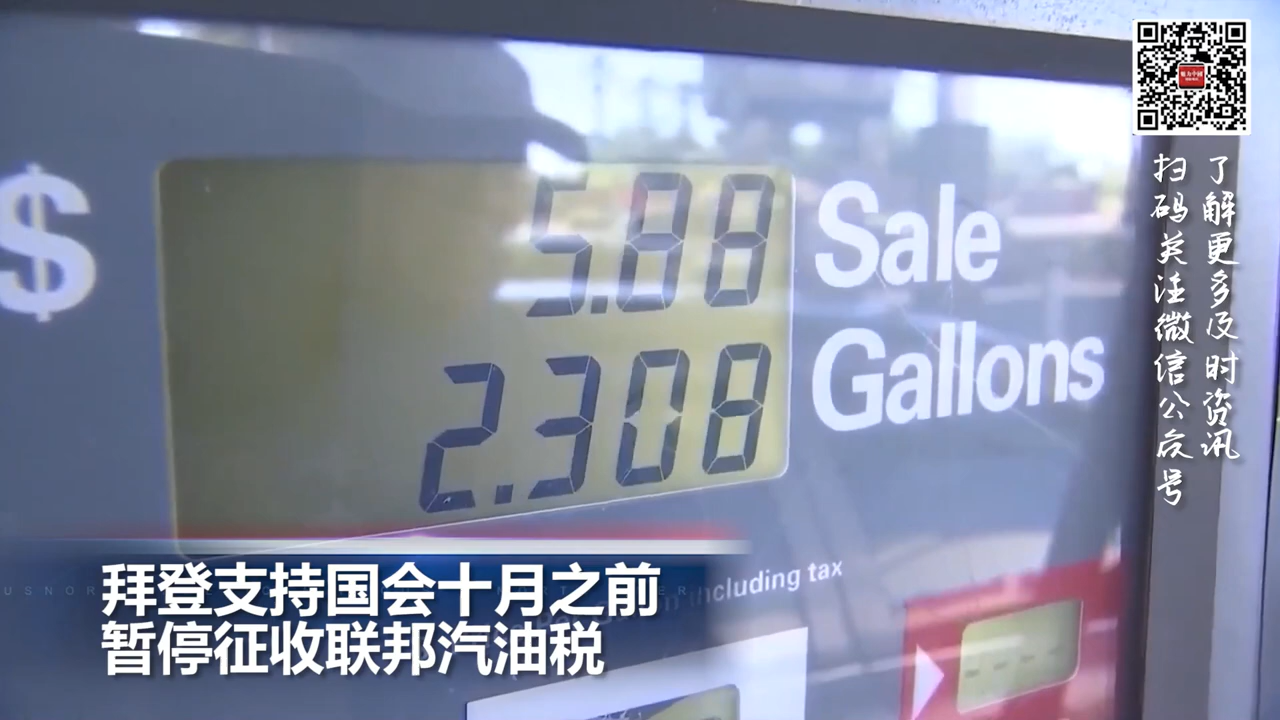 $ 5.88 Sale
2.308 Gallons
including tax
拜登支持国会十月之前
暂停征收联邦汽油税
了解更多及时资讯
扫码关注微信公众号